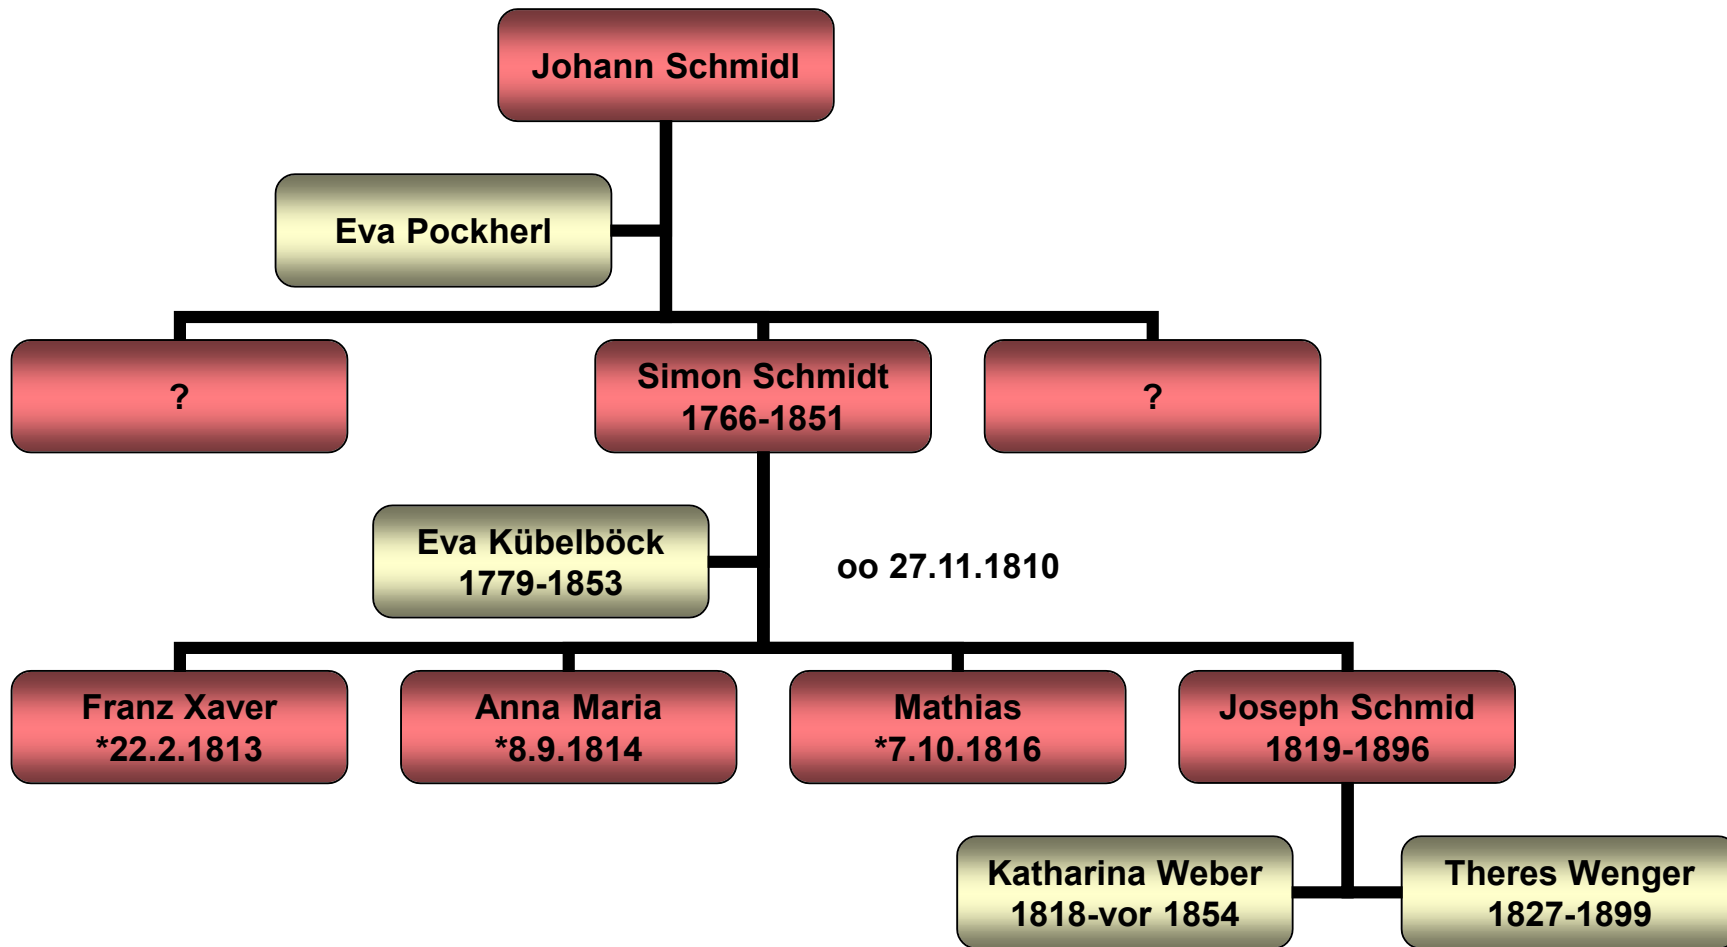 Johann Schmidl
Eva Pockherl
?
Simon Schmidt
1766-1851
?
Eva Kübelböck
1779-1853
oo 27.11.1810
Franz Xaver
*22.2.1813
Anna Maria
*8.9.1814
Mathias
*7.10.1816
Joseph Schmid
1819-1896
Katharina Weber
1818-vor 1854
Theres Wenger
1827-1899